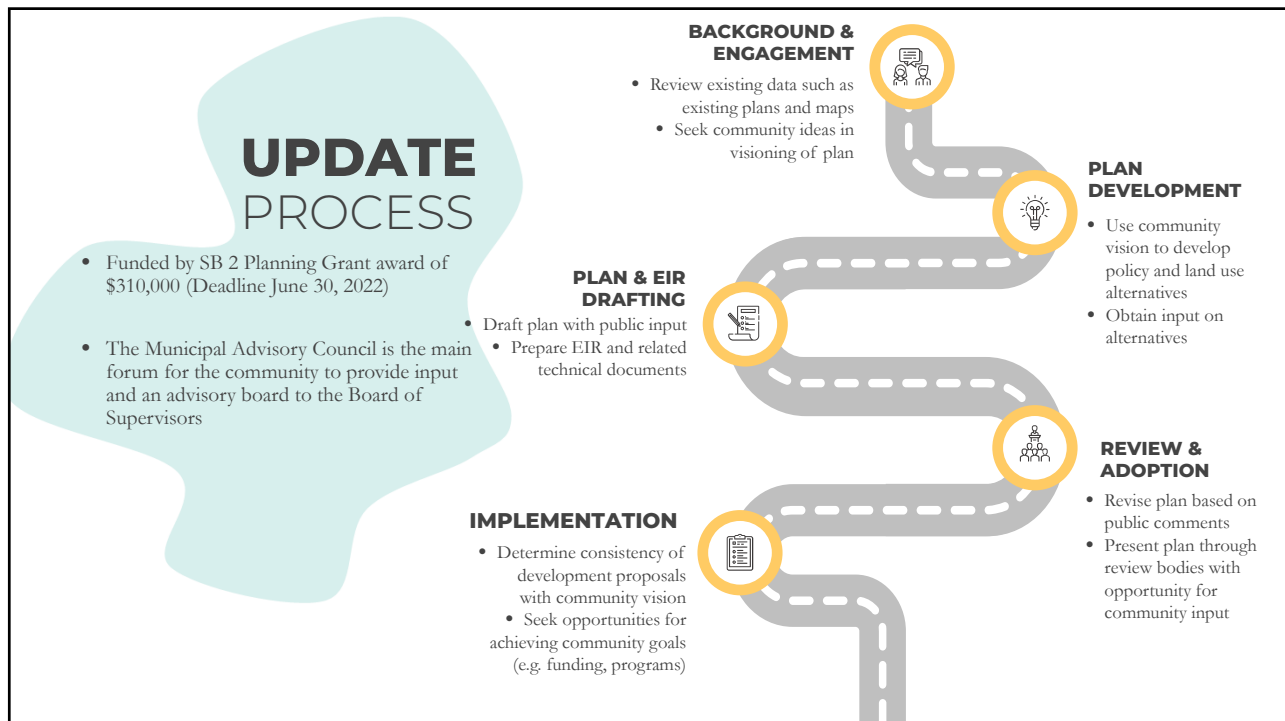 UPDATE
PROCESS
• Funded by SB 2 Planning Grant award of
$310,000 (Deadline June 30, 2022)
• The Municipal Advisory Council is the main
forum for the community to provide input
and an advisory board to the Board of
Supervisors
BACKGROUND &
ENGAGEMENT
• Review existing data such as
existing plans and maps
• Seek community ideas in
visioning of plan
PLAN
DEVELOPMENT
• Use community
vision to develop
policy and land use
alternatives
• Obtain input on
alternatives
PLAN & EIR
DRAFTING
• Draft plan with public input
• Prepare EIR and related
technical documents
REVIEW &
ADOPTION
• Revise plan based on
public comments
• Present plan through
review bodies with
opportunity for
community input
IMPLEMENTATION
• Determine consistency of
development proposals
with community vision
• Seek opportunities for
achieving community goals
(e.g. funding, programs)